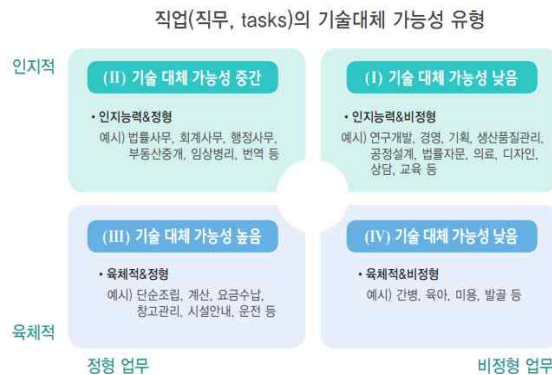 직업(직무, tasks)의 기술대체 가능성 유형
인지적
(II) 기술 대체 가능성 중간
• 인지능력&정형
예시) 법률사무, 회계사무, 행정사무,
부동산중개, 임상병리, 번역 등
(I) 기술 대체 가능성 낮음
• 인지능력&비정형
예시) 연구개발, 경영, 기획, 생산품질관리,
공정설계, 법률자문, 의료, 디자인,
상담, 교육 등
(III) 기술 대체 가능성 높음
• 육체적&정형
예시) 단순조립, 계산, 요금수납,
창고관리, 시설안내, 운전 등
(IV) 기술 대체 가능성 낮음
• 육체적&비정형
예시) 간병, 육아, 미용, 발골 등
육체적
정형 업무
비정형 업무